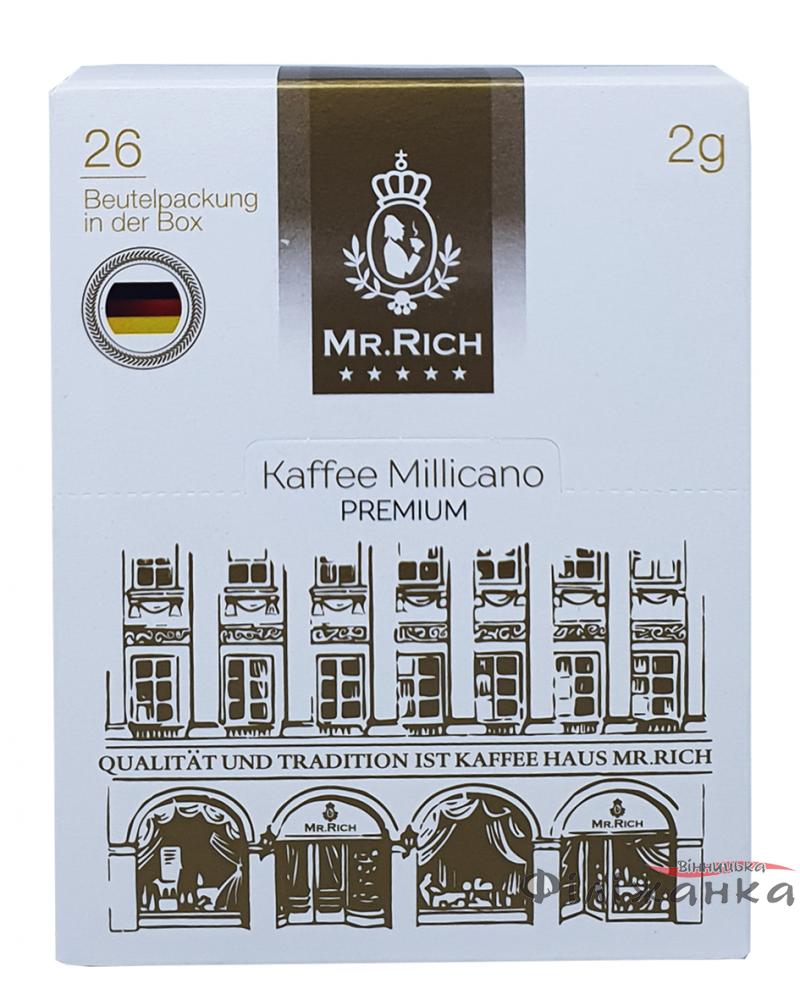 26
2g
Beutelpackung
in der Box
MR.RICH
Kaffee Millicano
PREMIUM
QUALITÄT UND TRADITION IST KAFFEE HAUS MR.RICH
MR.RICH
MR.RICH
Вінницька
Філіжанка